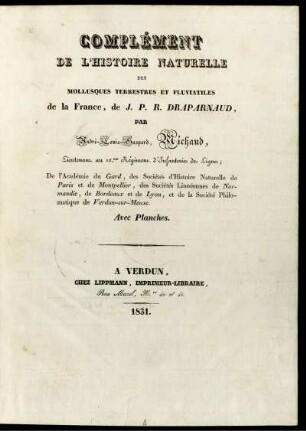 COMPLÉMENT
DE L'HISTOIRE NATURELLE
DES
MOLLUSQUES TERRESTRES ET FLUVIATILES
de la France, de J. P. R. DRAPARNAUD,
PAR
André-Louis-Gaspard, Michaud,
Lieutenant au 10.me Régiment d'Infanterie de Ligne;
De l'Académie du Gard, des Sociétés d'Histoire Naturelle de
Paris et de Montpellier, des Sociétés Linnéennes de Nor-
mandie, de Bordeaux et de Lyon, et de la Société Philo-
matique de Verdun-sur-Meuse.
Avec Planches.
A VERDUN,
CHEZ LIPPMANN, IMPRIMEUR-LIBRAIRE,
Rue N.os et
1831.